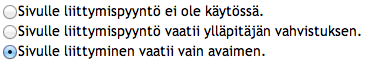 Sivulle liittymispyyntö ei ole käytössä.
Sivulle liittymispyyntö vaatii ylläpitäjän vahvistuksen.
Sivulle liittyminen vaatii vain avaimen.